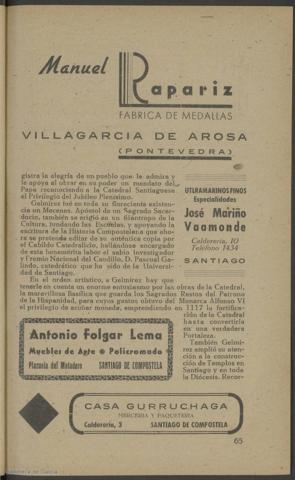 Manuel
Rapariz
FABRICA DE MEDALLAS
VILLAGARCIA DE AROSA
(PONTEVEDRA)
gistra la alegría de un pueblo que le admira y
le apoya al obrar en su poder un mandato del
Papa reconociendo a la Catedral Santiaguesa
el Privilegio del Jubileo Plenísimo.
Gelmírez fué en toda su floreciente existen-
cia un Mecenas. Apóstol de un Sagrado Sacer-
docio, también se erigió en un filántropo de la
Cultura, fundando las Escuelas, y apoyando la
escritura de la Historia Compostelana que aho-
ra se pretende editar de su auténtica copia por
el Cabildo Catedralicio, hallándose encargado
de esta benemérita labor el sabio investigador
y Premio Nacional del Caudillo, D. Pascual Ga-
lindo, catedrático que ha sido de la Universi-
dad de Santiago.
ULTRAMARINOS FINOS
Especialidades
José Mariño
Vaamonde
Calderería, 10
Teléfono 1434
SANTIAGO
En el orden artístico, a Gelmírez hay que
tenerle en cuenta un enorme entusiasmo por las obras de la Catedral.
la maravillosa Basílica que guarda los Sagrados Restos del Patrono
de la Hispanidad, para cuyos gastos obtuvo del Monarca Alfonso VI
el privilegio de acuñar moneda, emprendiendo en 1117 la fortifica-
ción de la Catedral
hasta convertirla
en una verdadera
Fortaleza.
También Gelmí-
rez amplió su aten-
ción a la construc-
ción de Templos en
Santiago y en toda
la Diócesis. Recor-
Antonio Folgar Lema
Muebles de Arte Policromado
Plazuela del Matadero SANTIAGO DE COMPOSTELA
CASA GURRUCHAGA
MERCERIA Y PAQUETERIA
Calderería, 3 SANTIAGO DE COMPOSTELA
65